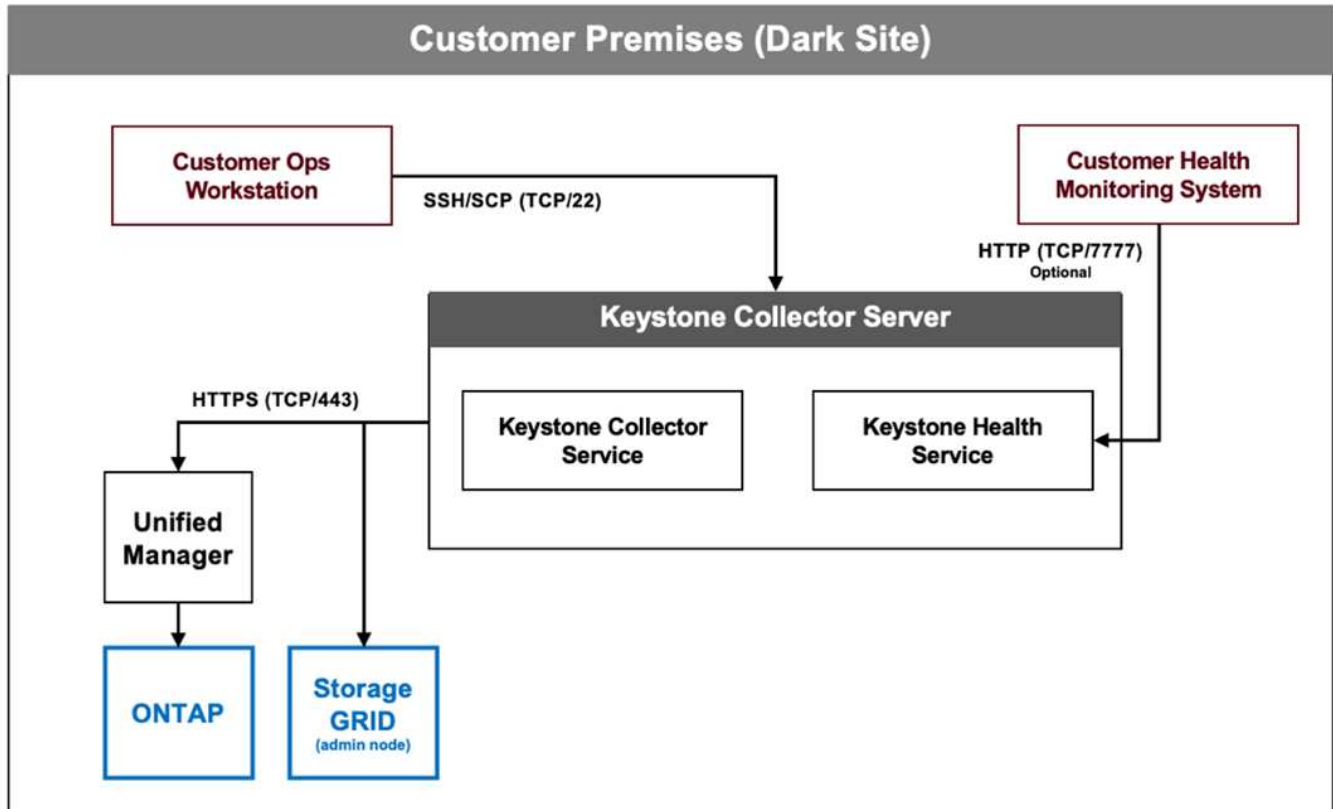 Customer Premises (Dark Site)
Customer Ops
Workstation
SSH/SCP (TCP/22)
Customer Health
Monitoring System
HTTP (TCP/7777)
Optional
Keystone Collector Server
Keystone Collector
Service
Keystone Health
Service
HTTPS (TCP/443)
Unified
Manager
ONTAP
Storage
GRID
(admin node)